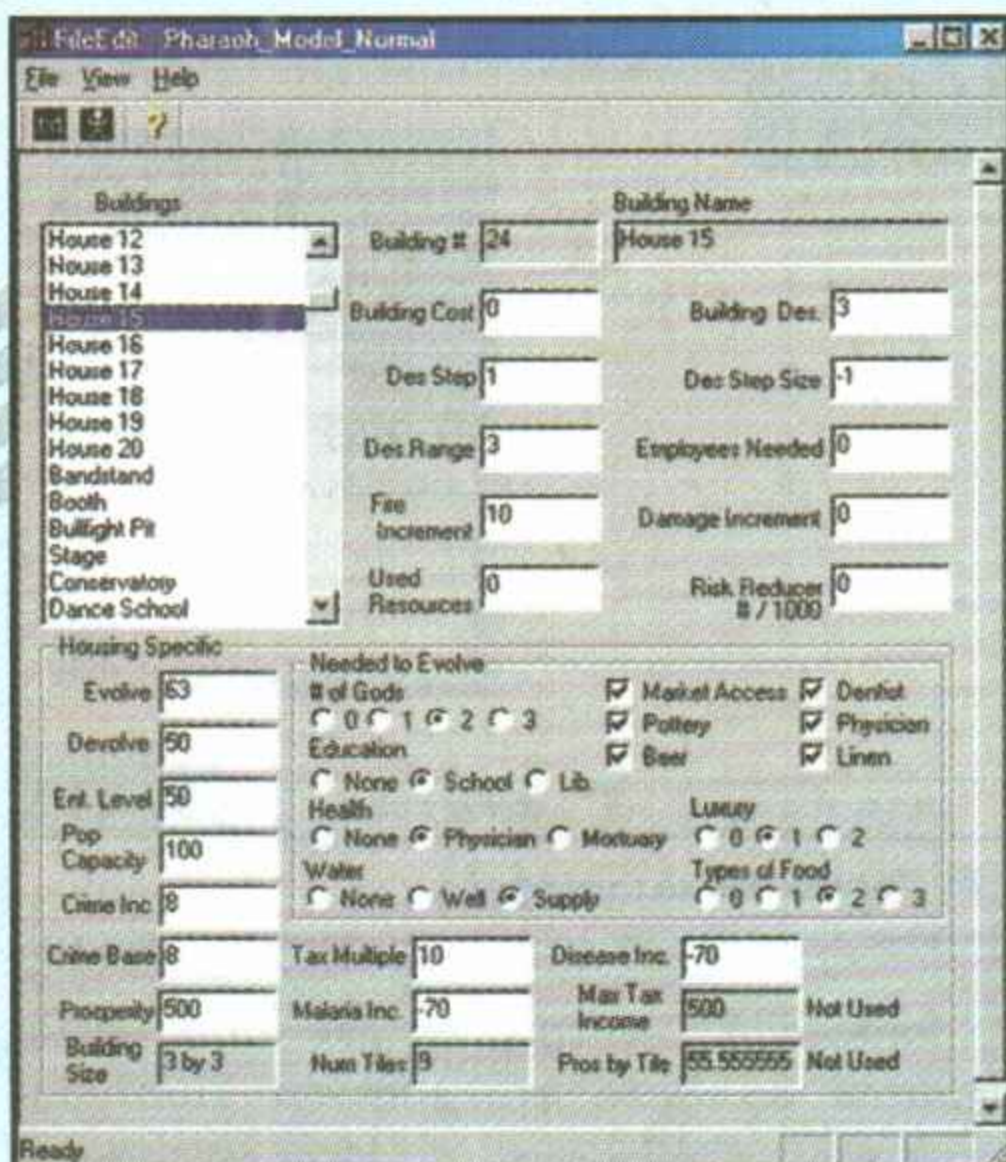 FileEdit Pharaoh_Model_Normal
File View Help
Buildings
House 12
House 13
House 14
House 15
House 16
House 17
House 18
House 19
House 20
Bandstand
Booth
Bullfight Pit
Stage
Conservatory
Dance School
Building Name
Building # 24 House 15
Building Cost 0 Building Des. 3
Des Step 1 Des Step Size -1
Des Range 3 Employees Needed 0
Fire Increment 10 Damage Increment 0
Used Resources 0 Risk Reducer # / 1000 0
Housing Specific
Evolve 63
Devolve 50
Ent. Level 50
Pop Capacity 100
Crime Inc 8
Crime Base 8
Prosperity 500
Building Size 3 by 3
Needed to Evolve
# of Gods
0 1 2 3
Education
None School Lib.
Health
None Physician Mortuary
Water
None Well Supply
Market Access Dentist
Pottery Physician
Beer Linen
Luxury
0 1 2
Types of Food
0 1 2 3
Tax Multiple 10 Disease Inc. -70
Malaria Inc. -70 Max Tax Income 500 Not Used
Num Tiles 9 Pros by Tile 55.555555 Not Used
Ready